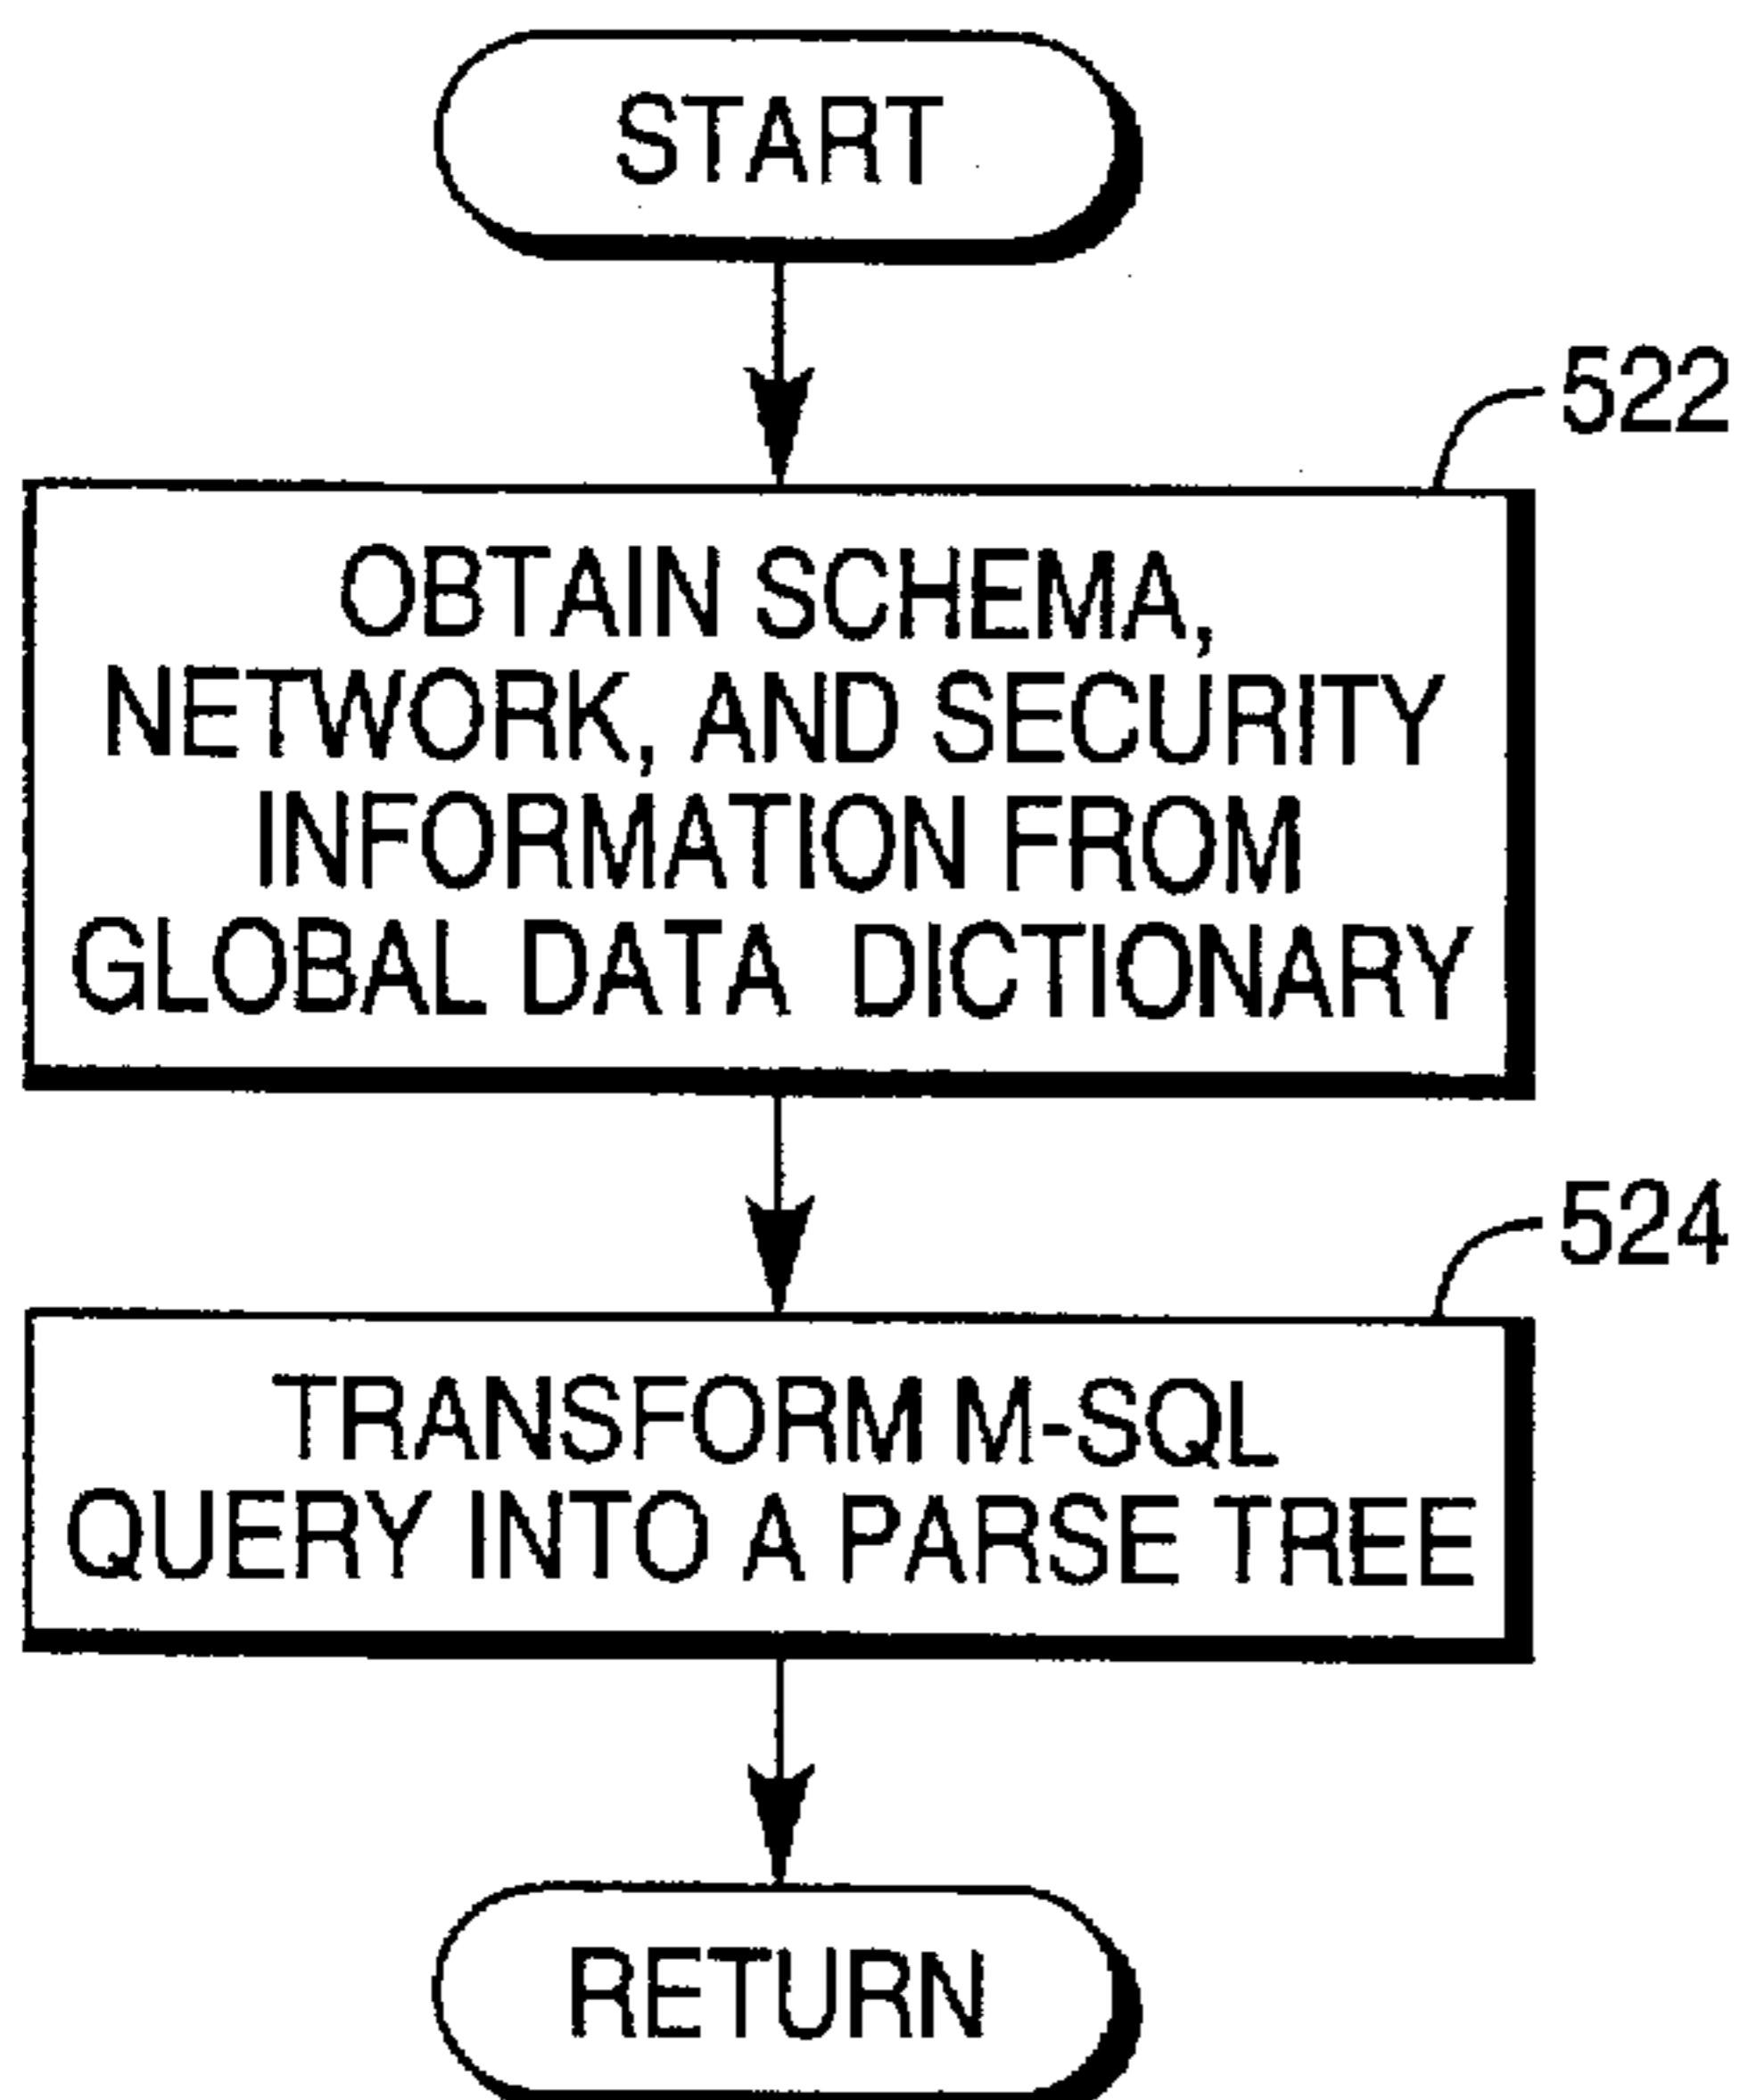 START
522
OBTAIN SCHEMA,
NETWORK, AND SECURITY
INFORMATION FROM
GLOBAL DATA DICTIONARY
524
TRANSFORM M-SQL
QUERY INTO A PARSE TREE
RETURN